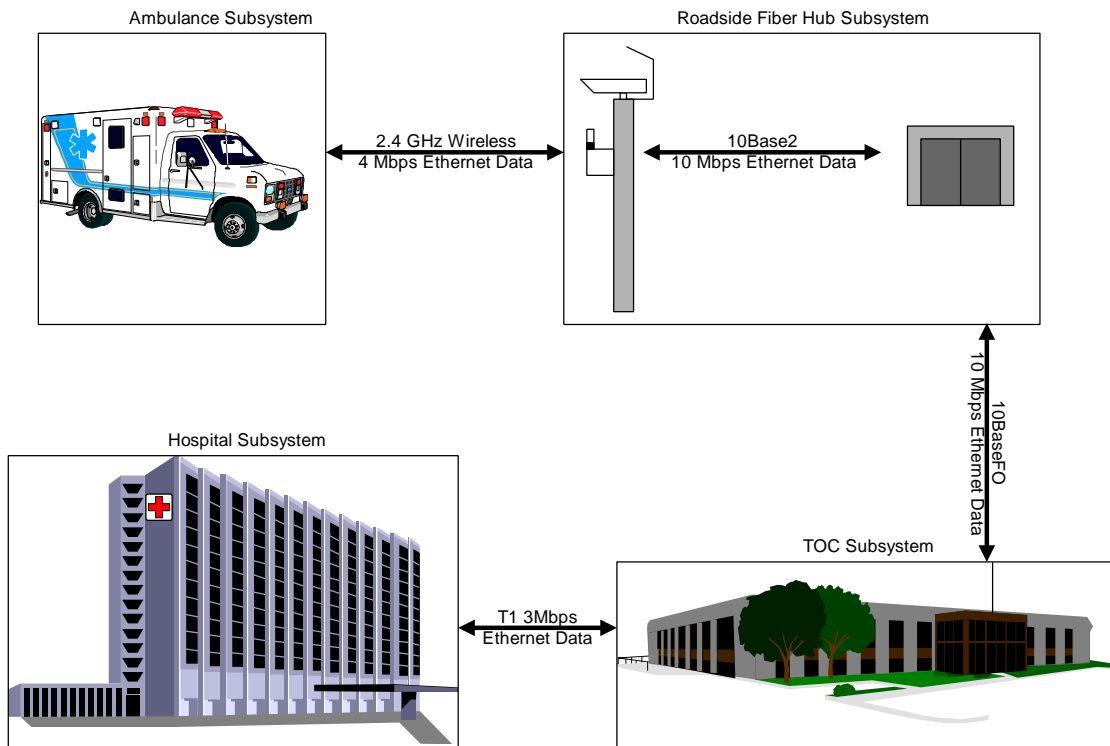 Ambulance Subsystem
Roadside Fiber Hub Subsystem
2.4 GHz Wireless
4 Mbps Ethernet Data
10Base2
10 Mbps Ethernet Data
10BaseFO
10 Mbps Ethernet Data
Hospital Subsystem
TOC Subsystem
T1 3Mbps
Ethernet Data